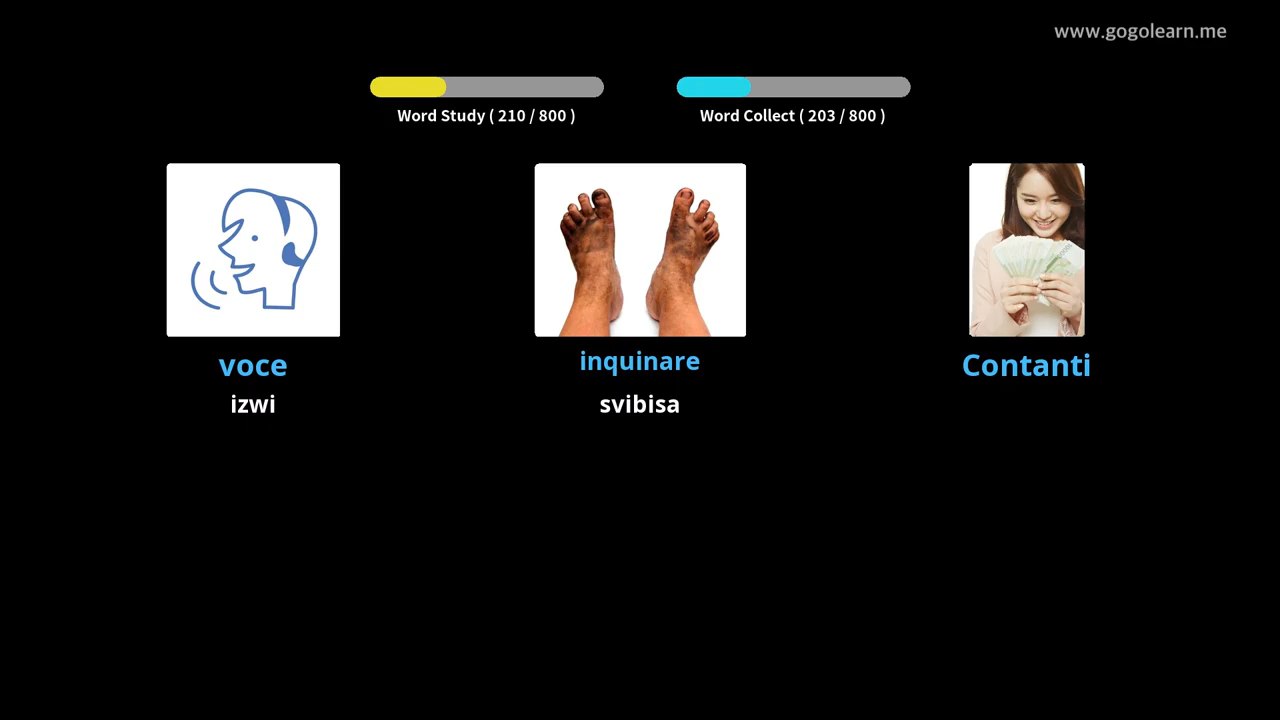 www.gogolearn.me
Word Study ( 210 / 800 )
Word Collect ( 203 / 800 )
voce
izwi
inquinare
svibisa
Contanti